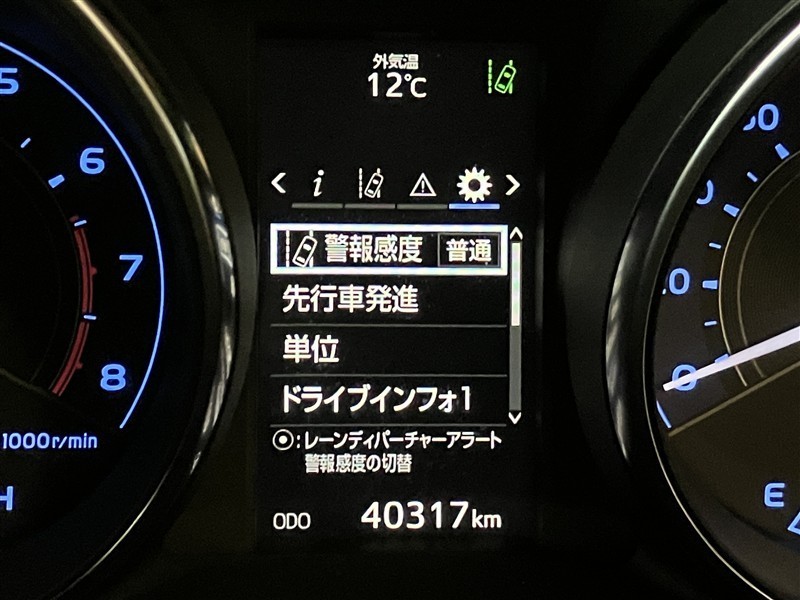 外気温
12℃
i
警報感度 普通
先行車発進
単位
ドライブインフォ1
◉:レーンディパーチャーアラート
警報感度の切替
ODO 40317km
5
6
7
8
1000r/min
H
0
E